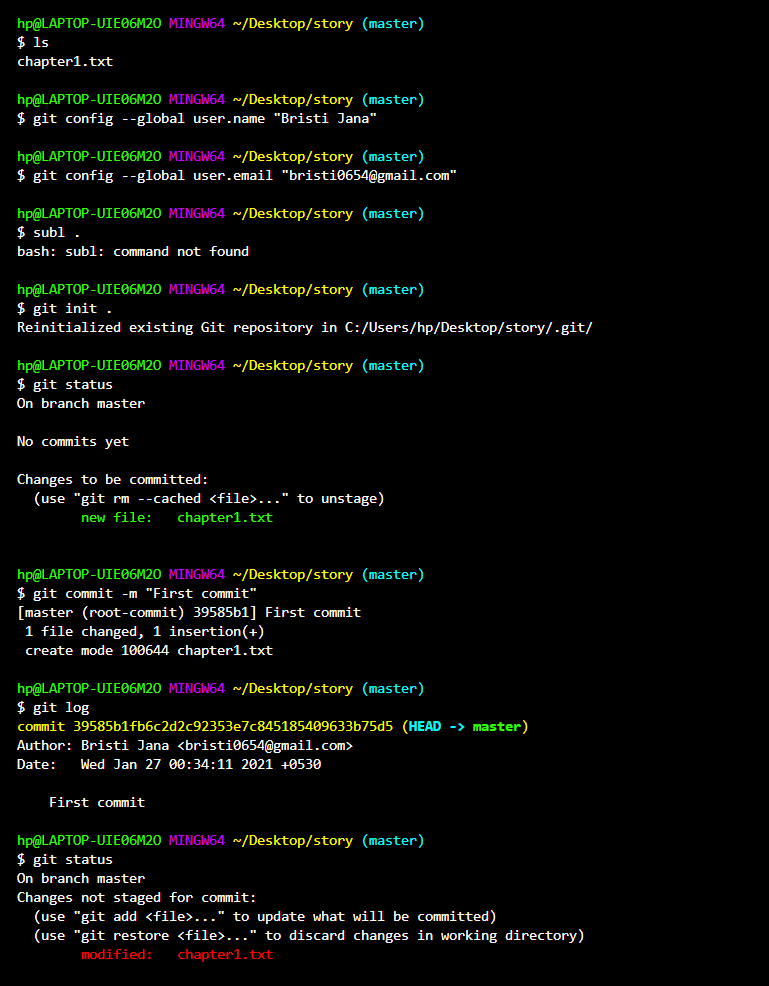 hp@LAPTOP-UIE06M2O MINGW64 ~/Desktop/story (master)
$ ls
chapter1.txt
hp@LAPTOP-UIE06M2O MINGW64 ~/Desktop/story (master)
$ git config --global user.name "Bristi Jana"
hp@LAPTOP-UIE06M2O MINGW64 ~/Desktop/story (master)
$ git config --global user.email "bristi0654@gmail.com"
hp@LAPTOP-UIE06M2O MINGW64 ~/Desktop/story (master)
$ subl .
bash: subl: command not found
hp@LAPTOP-UIE06M2O MINGW64 ~/Desktop/story (master)
$ git init .
Reinitialized existing Git repository in C:/Users/hp/Desktop/story/.git/
hp@LAPTOP-UIE06M2O MINGW64 ~/Desktop/story (master)
$ git status
On branch master
No commits yet
Changes to be committed:
  (use "git rm --cached <file>..." to unstage)
        new file:   chapter1.txt
hp@LAPTOP-UIE06M2O MINGW64 ~/Desktop/story (master)
$ git commit -m "First commit"
[master (root-commit) 39585b1] First commit
 1 file changed, 1 insertion(+)
 create mode 100644 chapter1.txt
hp@LAPTOP-UIE06M2O MINGW64 ~/Desktop/story (master)
$ git log
commit 39585b1fb6c2d2c92353e7c845185409633b75d5 (HEAD -> master)
Author: Bristi Jana <bristi0654@gmail.com>
Date:   Wed Jan 27 00:34:11 2021 +0530
    First commit
hp@LAPTOP-UIE06M2O MINGW64 ~/Desktop/story (master)
$ git status
On branch master
Changes not staged for commit:
  (use "git add <file>..." to update what will be committed)
  (use "git restore <file>..." to discard changes in working directory)
        modified:   chapter1.txt